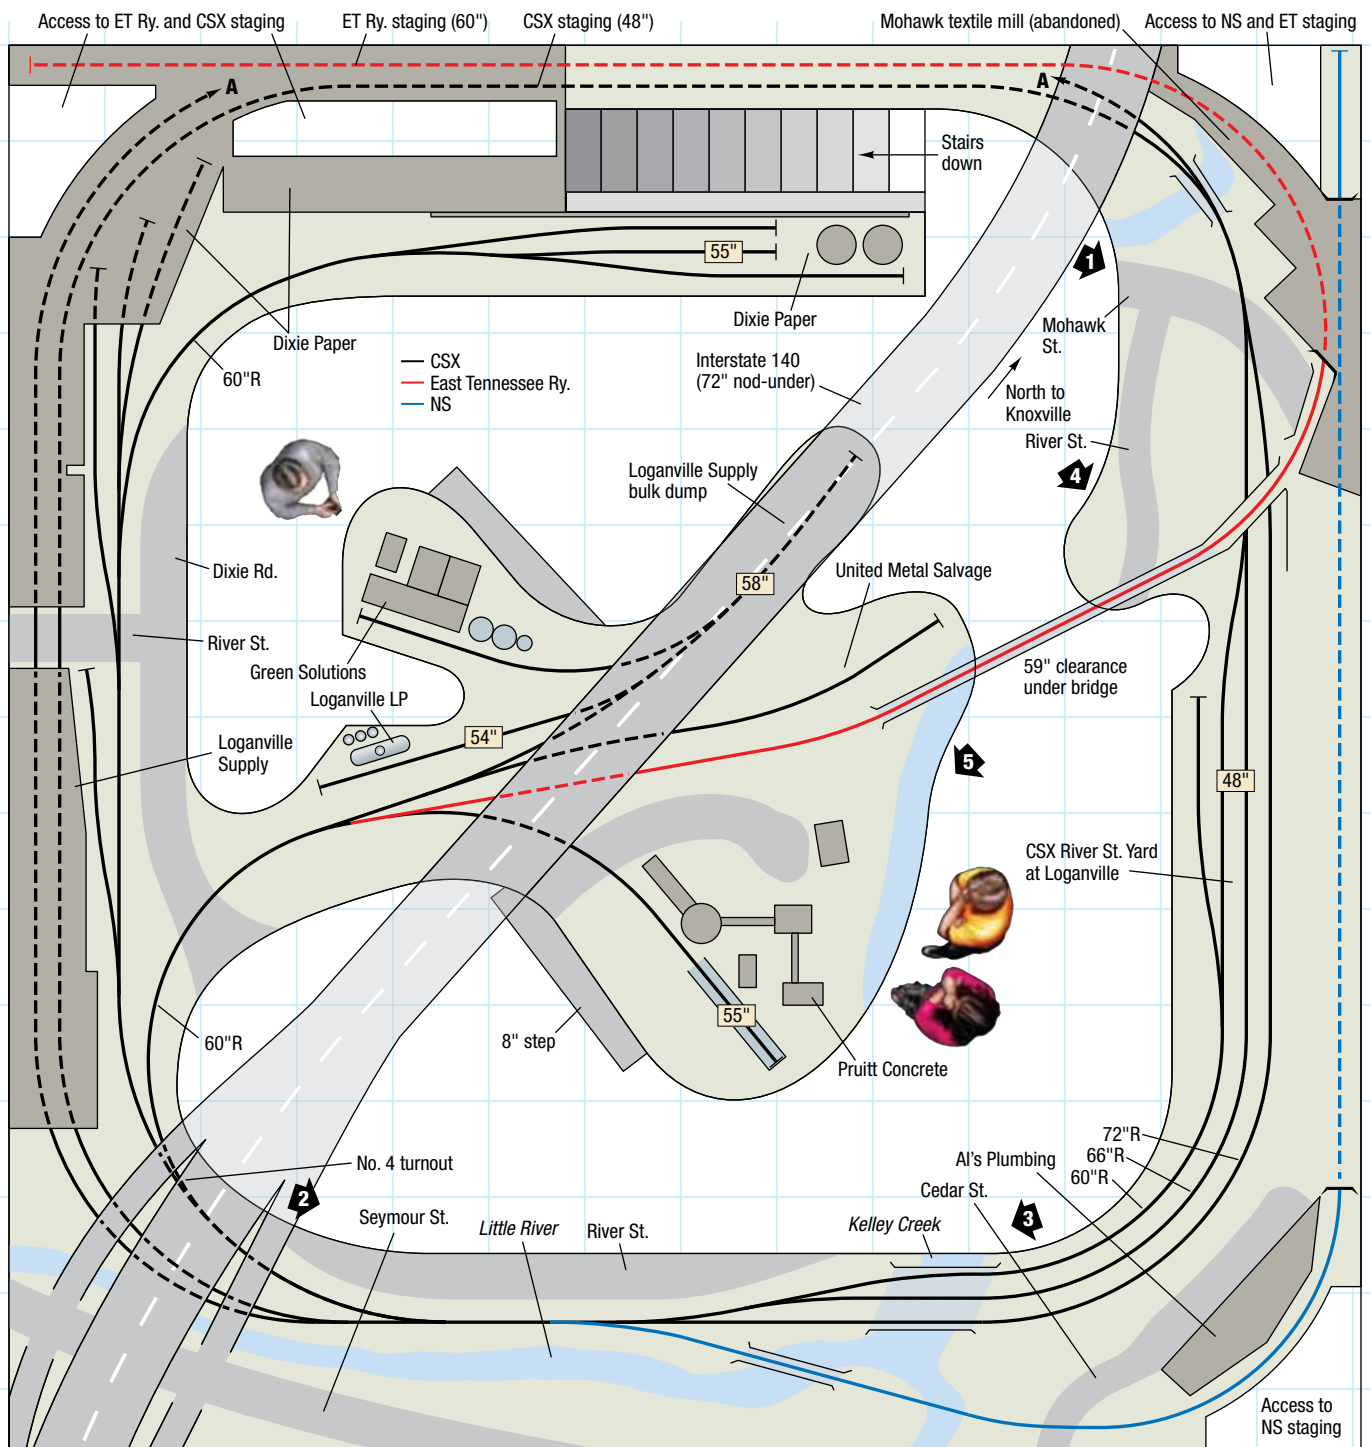 Access to ET Ry. and CSX staging
ET Ry. staging (60")
CSX staging (48")
Mohawk textile mill (abandoned)
Access to NS and ET staging
A
A
Stairs
down
55"
1
Dixie Paper
Dixie Paper
Mohawk
St.
60"R
CSX
East Tennessee Ry.
NS
Interstate 140
(72" nod-under)
North to
Knoxville
River St.
4
Loganville Supply
bulk dump
Dixie Rd.
58"
United Metal Salvage
River St.
Green Solutions
59" clearance
under bridge
Loganville LP
54"
Loganville
Supply
5
48"
CSX River St. Yard
at Loganville
55"
60"R
8" step
Pruitt Concrete
72"R
66"R
60"R
No. 4 turnout
Al's Plumbing
2
Cedar St.
3
Seymour St.
Little River
River St.
Kelley Creek
Access to
NS staging